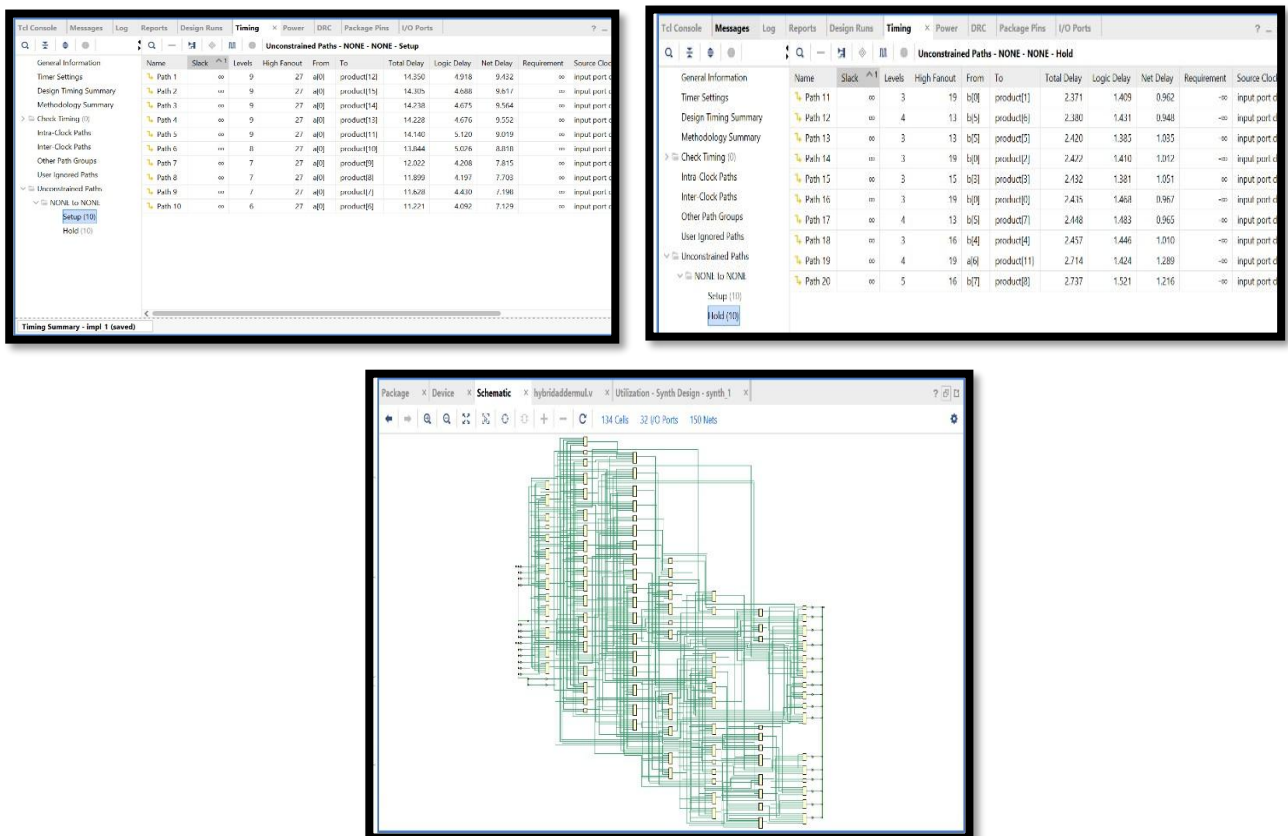 Tcl Console Messages Log Reports Design Runs Timing × Power DRC Package Pins I/O Ports ? _
Unconstrained Paths - NONE - NONE - Setup
General Information
Timer Settings
Design Timing Summary
Methodology Summary
Check Timing (0)
Intra-Clock Paths
Inter-Clock Paths
Other Path Groups
User Ignored Paths
Unconstrained Paths
NONE to NONE
Setup (10)
Hold (10)
Name Slack ^1 Levels High Fanout From To Total Delay Logic Delay Net Delay Requirement Source Cloc
Path 1 ∞ 9 27 a[0] product[12] 14.350 4.918 9.432 ∞ input port c
Path 2 ∞ 9 27 a[0] product[15] 14.305 4.688 9.617 ∞ input port c
Path 3 ∞ 9 27 a[0] product[14] 14.238 4.675 9.564 ∞ input port c
Path 4 ∞ 9 27 a[0] product[13] 14.228 4.676 9.552 ∞ input port c
Path 5 ∞ 9 27 a[0] product[11] 14.140 5.120 9.019 ∞ input port c
Path 6 ∞ 8 27 a[0] product[10] 13.844 5.026 8.818 ∞ input port c
Path 7 ∞ 7 27 a[0] product[9] 12.022 4.208 7.815 ∞ input port c
Path 8 ∞ 7 27 a[0] product[8] 11.899 4.197 7.703 ∞ input port c
Path 9 ∞ 7 27 a[0] product[7] 11.628 4.430 7.198 ∞ input port c
Path 10 ∞ 6 27 a[0] product[6] 11.221 4.092 7.129 ∞ input port c
Timing Summary - impl 1 (saved)
Tcl Console Messages Log Reports Design Runs Timing × Power DRC Package Pins I/O Ports ? _
Unconstrained Paths - NONE - NONE - Hold
General Information
Timer Settings
Design Timing Summary
Methodology Summary
Check Timing (0)
Intra Clock Paths
Inter-Clock Paths
Other Path Groups
User Ignored Paths
Unconstrained Paths
NONE to NONE
Setup (10)
Hold (10)
Name Slack ^1 Levels High Fanout From To Total Delay Logic Delay Net Delay Requirement Source Clock
Path 11 ∞ 3 19 b[0] product[1] 2.371 1.409 0.962 -∞ input port c
Path 12 ∞ 4 13 b[5] product[6] 2.380 1.431 0.948 -∞ input port c
Path 13 ∞ 3 13 b[5] product[5] 2.420 1.385 1.035 -∞ input port c
Path 14 ∞ 3 19 b[0] product[2] 2.422 1.410 1.012 -∞ input port c
Path 15 ∞ 3 15 b[3] product[3] 2.432 1.381 1.051 ∞ input port c
Path 16 ∞ 3 19 b[0] product[0] 2.435 1.468 0.967 -∞ input port c
Path 17 ∞ 4 13 b[5] product[7] 2.448 1.483 0.965 -∞ input port c
Path 18 ∞ 3 16 b[4] product[4] 2.457 1.446 1.010 -∞ input port c
Path 19 ∞ 4 19 a[6] product[11] 2.714 1.424 1.289 -∞ input port c
Path 20 ∞ 5 16 b[7] product[8] 2.737 1.521 1.216 -∞ input port c
Package × Device × Schematic × hybridaddermul.v × Utilization - Synth Design - synth_1 × ?
134 Cells 32 I/O Ports 150 Nets